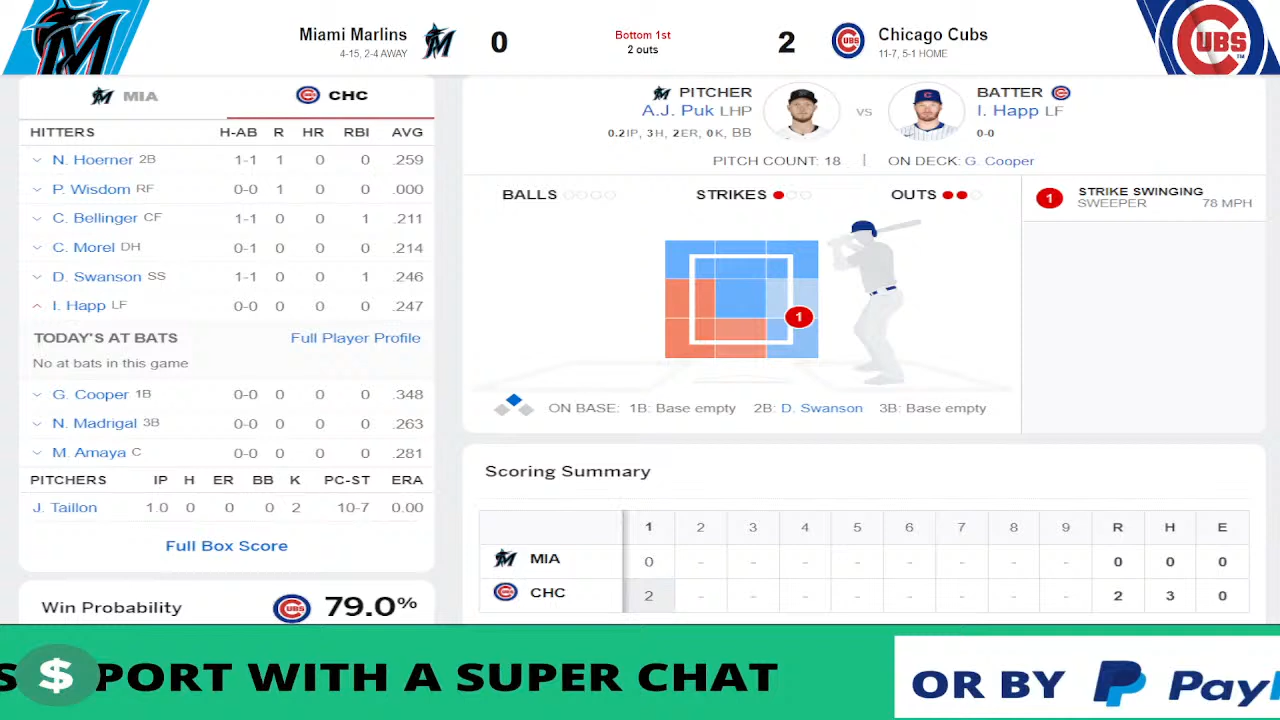 Miami Marlins
4-15, 2-4 AWAY
0
Bottom 1st
2 outs
2
Chicago Cubs
11-7, 5-1 HOME
CUBS
MIA
CHC
HITTERS H-AB R HR RBI AVG
N. Hoerner 2B 1-1 1 0 0 .259
P. Wisdom RF 0-0 1 0 0 .000
C. Bellinger CF 1-1 0 0 1 .211
C. Morel DH 0-1 0 0 0 .214
D. Swanson SS 1-1 0 0 1 .246
I. Happ LF 0-0 0 0 0 .247
TODAY'S AT BATS Full Player Profile
No at bats in this game
G. Cooper 1B 0-0 0 0 0 .348
N. Madrigal 3B 0-0 0 0 0 .263
M. Amaya C 0-0 0 0 0 .281
PITCHERS IP H ER BB K PC-ST ERA
J. Taillon 1.0 0 0 0 2 10-7 0.00
Full Box Score
Win Probability CUBS 79.0%
PITCHER
A.J. Puk LHP
0.2IP, 3H, 2ER, 0K, BB
VS
BATTER
I. Happ LF
0-0
PITCH COUNT: 18 | ON DECK: G. Cooper
BALLS STRIKES OUTS
1 STRIKE SWINGING
SWEEPER 78 MPH
1
ON BASE: 1B: Base empty 2B: D. Swanson 3B: Base empty
Scoring Summary
1 2 3 4 5 6 7 8 9 R H E
MIA 0 - - - - - - - - 0 0 0
CHC 2 - - - - - - - - 2 3 0
S $ PORT WITH A SUPER CHAT
OR BY PayP